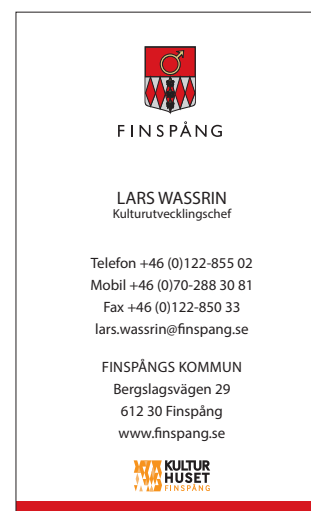 FINSPÅNG
LARS WASSRIN
Kulturutvecklingschef
Telefon +46 (0)122-855 02
Mobil +46 (0)70-288 30 81
Fax +46 (0)122-850 33
lars.wassrin@finspang.se
FINSPÅNGS KOMMUN
Bergslagsvägen 29
612 30 Finspång
www.finspang.se
KULTUR
HUSET
FINSPÅNG